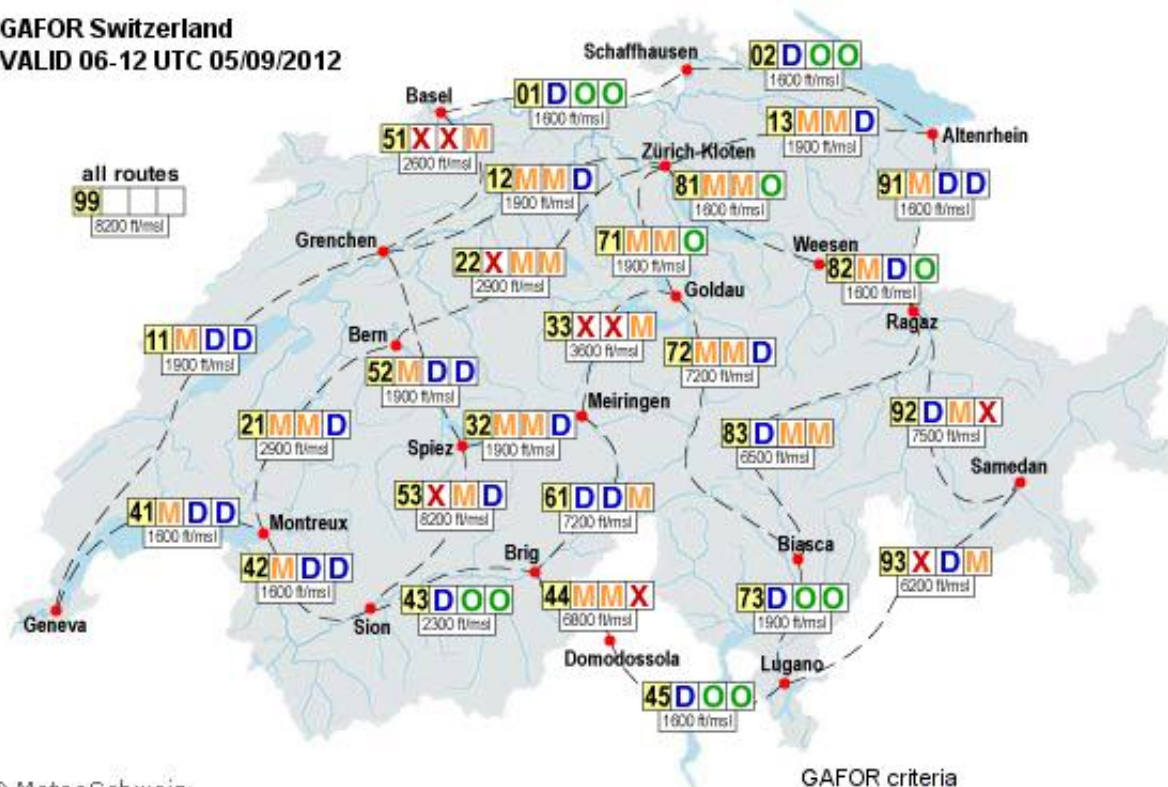 GAFOR Switzerland
VALID 06-12 UTC 05/09/2012
Schaffhausen
02 D O O
1600 ft/msl
Basel
01 D O O
1600 ft/msl
51 X X M
2600 ft/msl
13 M M D
1900 ft/msl
Altenrhein
Zürich-Kloten
all routes
99
8200 ft/msl
12 M M D
1900 ft/msl
81 M M O
1600 ft/msl
91 M D D
1600 ft/msl
Grenchen
71 M M O
1900 ft/msl
Weesen
22 X M M
2900 ft/msl
82 M D O
1600 ft/msl
Goldau
Ragaz
11 M D D
1900 ft/msl
Bern
33 X X M
3600 ft/msl
72 M M D
7200 ft/msl
52 M D D
1900 ft/msl
Meiringen
21 M M D
2900 ft/msl
Spiez
32 M M D
1900 ft/msl
83 D M M
6500 ft/msl
92 D M X
7500 ft/msl
Samedan
53 X M D
8200 ft/msl
61 D D M
7200 ft/msl
41 M D D
1600 ft/msl
Montreux
Brig
Biasca
42 M D D
1600 ft/msl
93 X D M
6200 ft/msl
Geneva
Sion
43 D O O
2300 ft/msl
44 M M X
6800 ft/msl
73 D O O
1900 ft/msl
Domodossola
Lugano
45 D O O
1600 ft/msl
GAFOR criteria